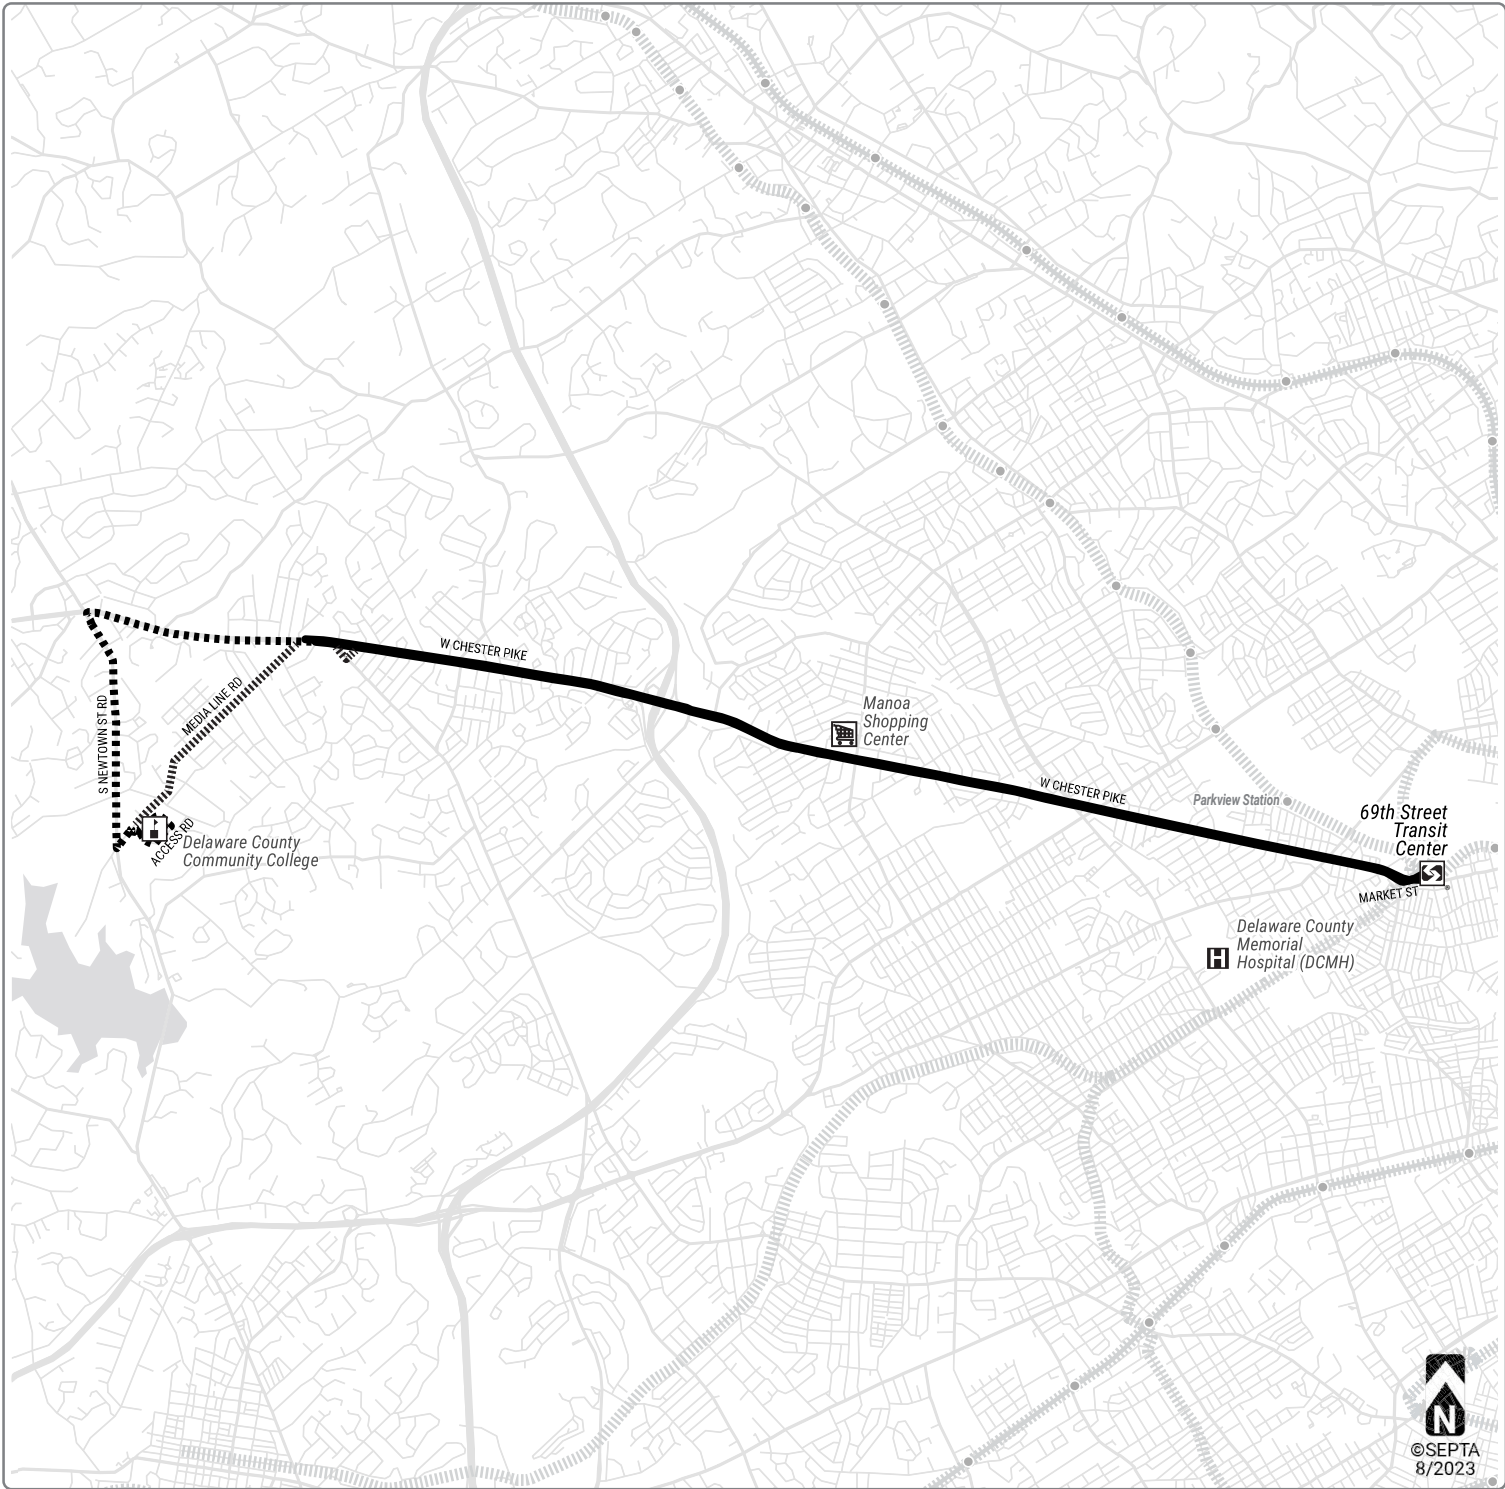 W CHESTER PIKE
S NEWTOWN ST RD
MEDIA LINE RD
Manoa
Shopping
Center
W CHESTER PIKE
Parkview Station
69th Street
Transit
Center
ACCESS RD
Delaware County
Community College
MARKET ST
H
Delaware County
Memorial
Hospital (DCMH)
N
©SEPTA
8/2023